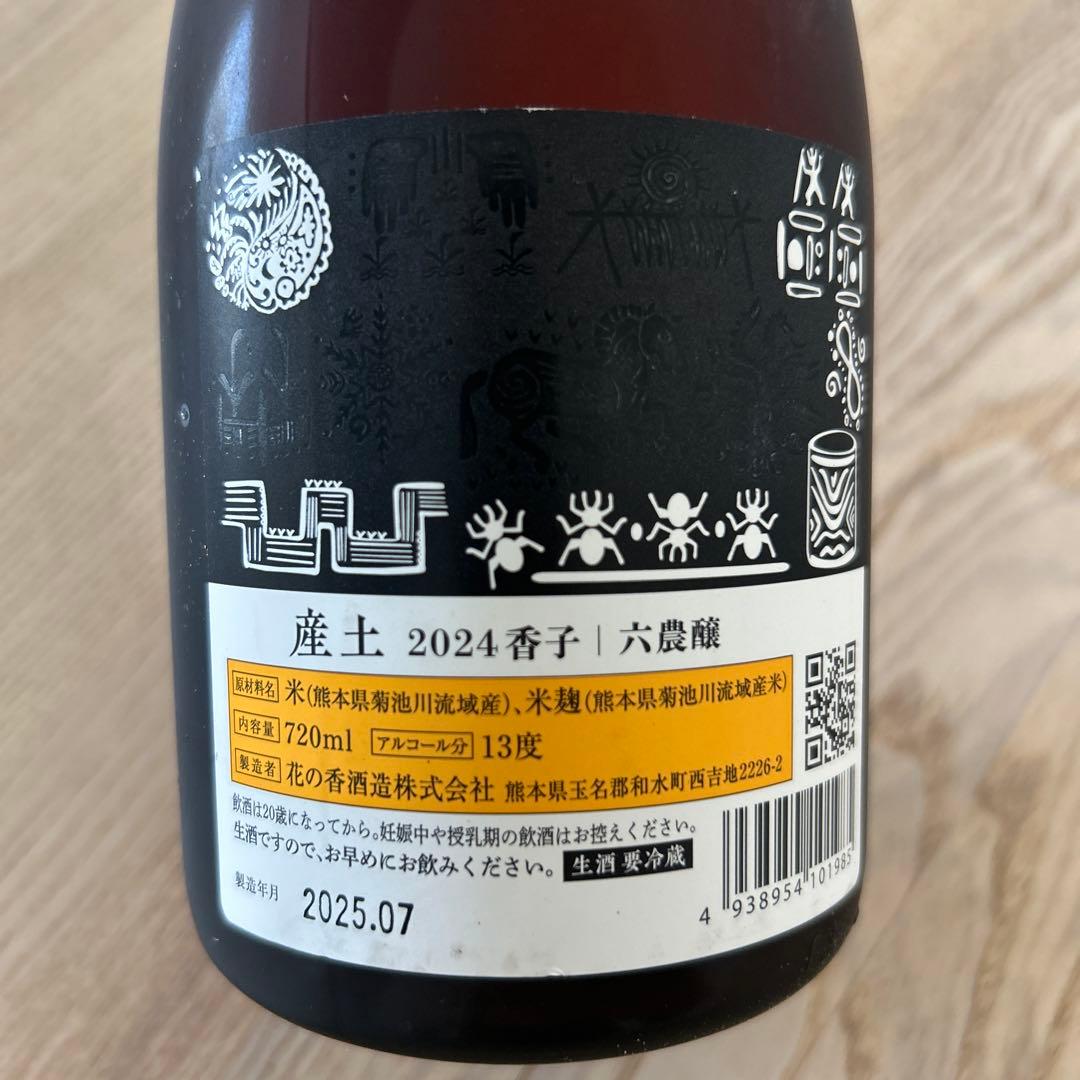 産土 2024 香子 | 六農醸
原材料名 米(熊本県菊池川流域産)、米麹(熊本県菊池川流域産米)
内容量 720ml アルコール分 13度
製造者 花の香酒造株式会社 熊本県玉名郡和水町西吉地2226-2
飲酒は20歳になってから。妊娠中や授乳期の飲酒はお控えください。
生酒ですので、お早めにお飲みください。 生酒 要冷蔵
製造年月 2025.07
4 938954 101985